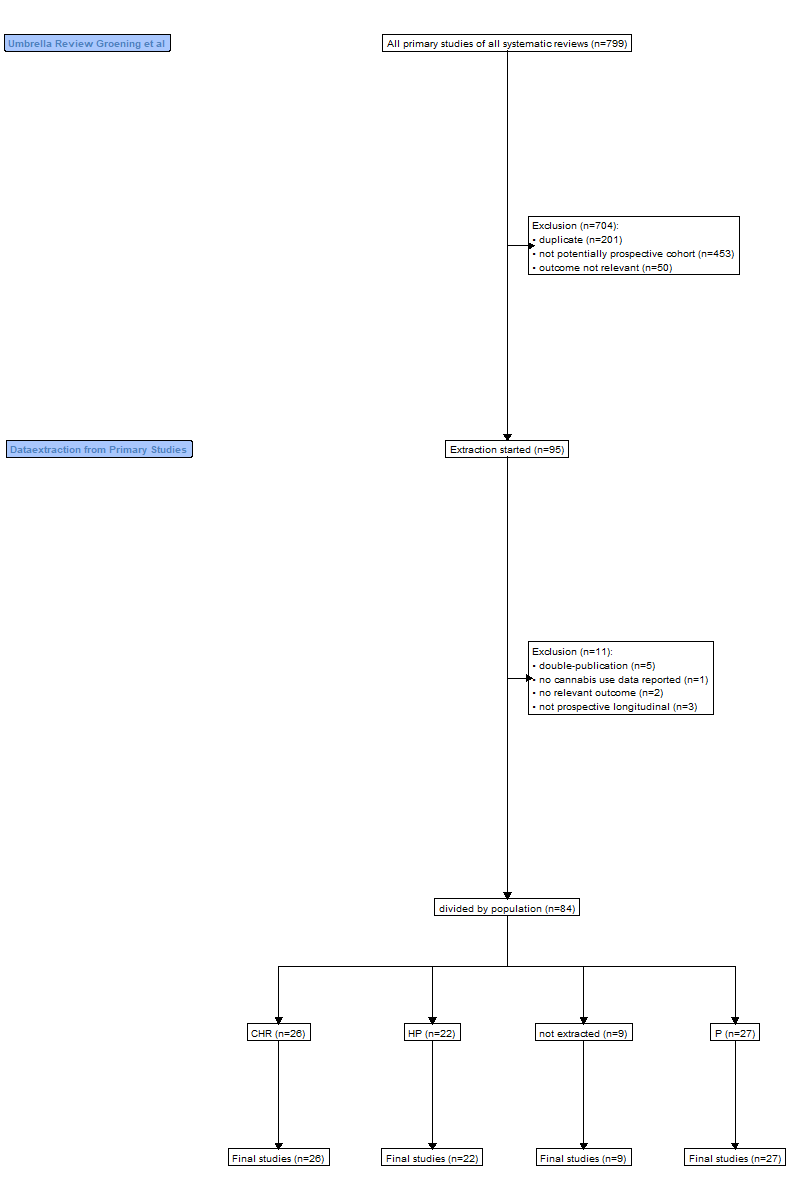 Umbrella Review Groening et al
All primary studies of all systematic reviews (n=799)
Exclusion (n=704):
• duplicate (n=201)
• not potentially prospective cohort (n=453)
• outcome not relevant (n=50)
Dataextraction from Primary Studies
Extraction started (n=95)
Exclusion (n=11):
• double-publication (n=5)
• no cannabis use data reported (n=1)
• no relevant outcome (n=2)
• not prospective longitudinal (n=3)
divided by population (n=84)
CHR (n=26)
HP (n=22)
not extracted (n=9)
P (n=27)
Final studies (n=26)
Final studies (n=22)
Final studies (n=9)
Final studies (n=27)